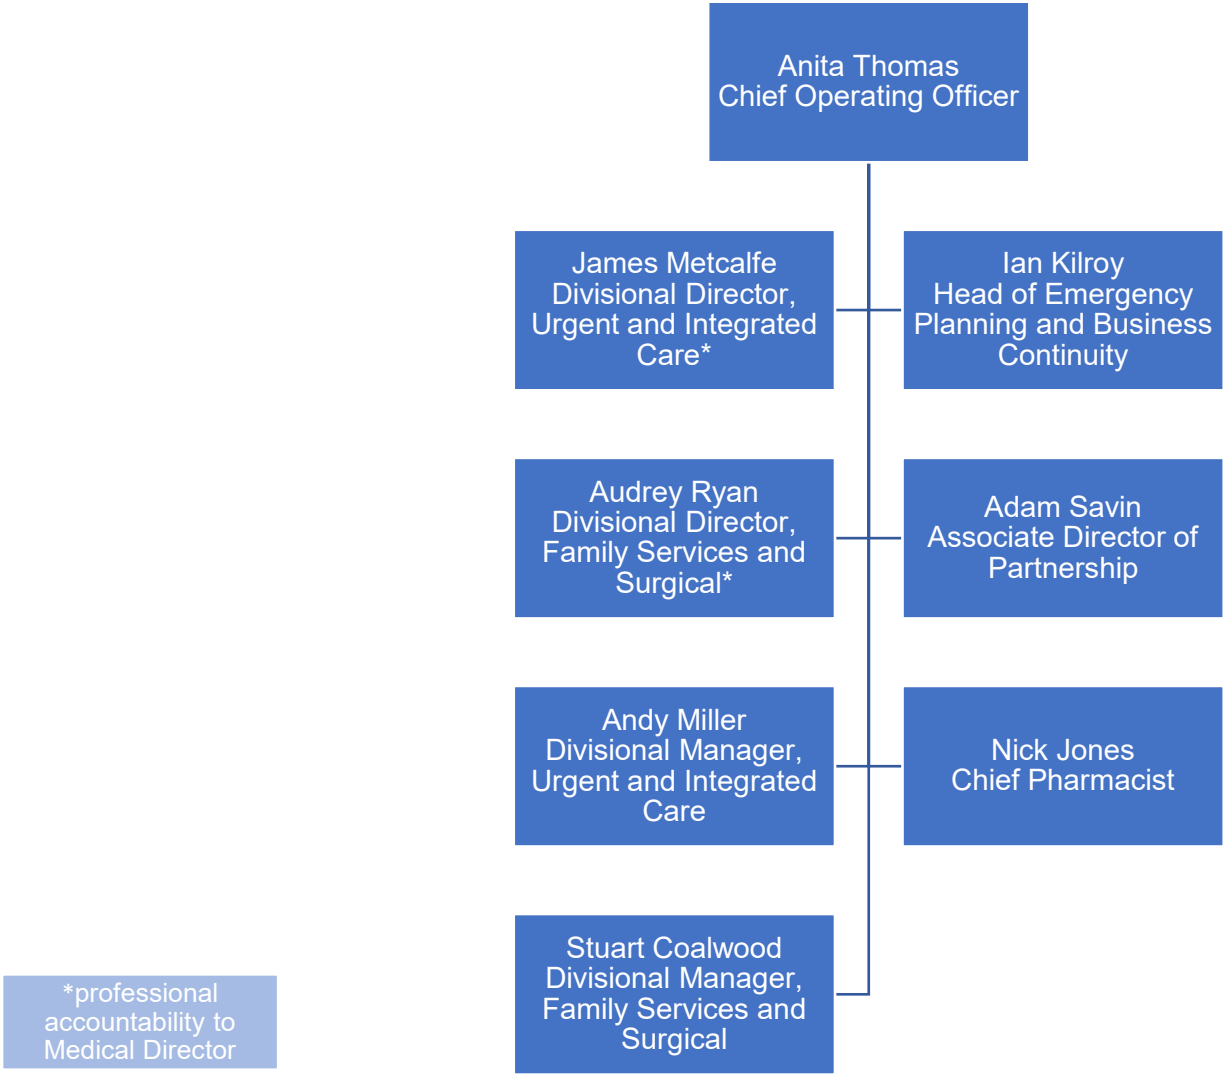 Anita Thomas
Chief Operating Officer
James Metcalfe
Divisional Director,
Urgent and Integrated
Care*
Ian Kilroy
Head of Emergency
Planning and Business
Continuity
Audrey Ryan
Divisional Director,
Family Services and
Surgical*
Adam Savin
Associate Director of
Partnership
Andy Miller
Divisional Manager,
Urgent and Integrated
Care
Nick Jones
Chief Pharmacist
Stuart Coalwood
Divisional Manager,
Family Services and
Surgical
*professional
accountability to
Medical Director